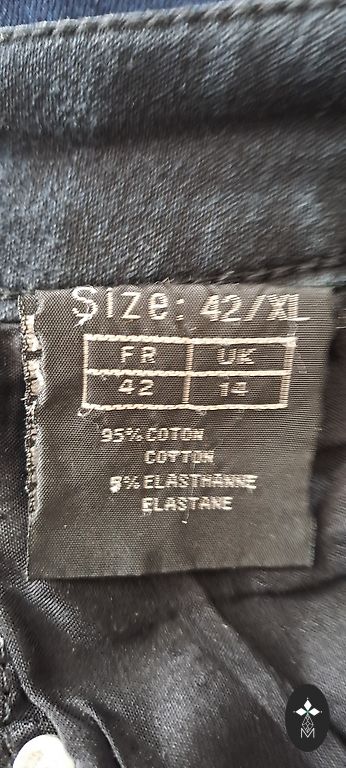 Size: 42/XL
FR UK
42 14
95% COTON
COTTON
5% ELASTHANNE
ELASTANE